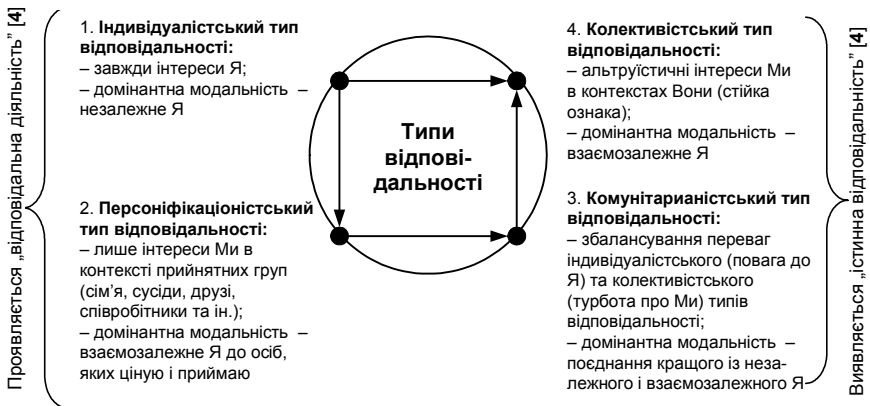 Проявляється „відповідальна діяльність” [4]
1. Індивідуалістський тип
відповідальності:
– завжди інтереси Я;
– домінантна модальність –
незалежне Я
2. Персоніфікаціоністський
тип відповідальності:
– лише інтереси Ми в
контексті прийнятних груп
(сім’я, сусіди, друзі,
співробітники та ін.);
– домінантна модальність –
взаємозалежне Я до осіб,
яких ціную і приймаю
Типи
відпові-
дальності
4. Колективістський тип
відповідальності:
– альтруїстичні інтереси Ми
в контекстах Вони (стійка
ознака);
– домінантна модальність –
взаємозалежне Я
3. Комунітарианістський тип
відповідальності:
– збалансування переваг
індивідуалістського (повага до
Я) та колективістського
(турбота про Ми) типів
відповідальності;
– домінантна модальність –
поєднання кращого із неза-
лежного і взаємозалежного Я
Виявляється „істинна відповідальність” [4]